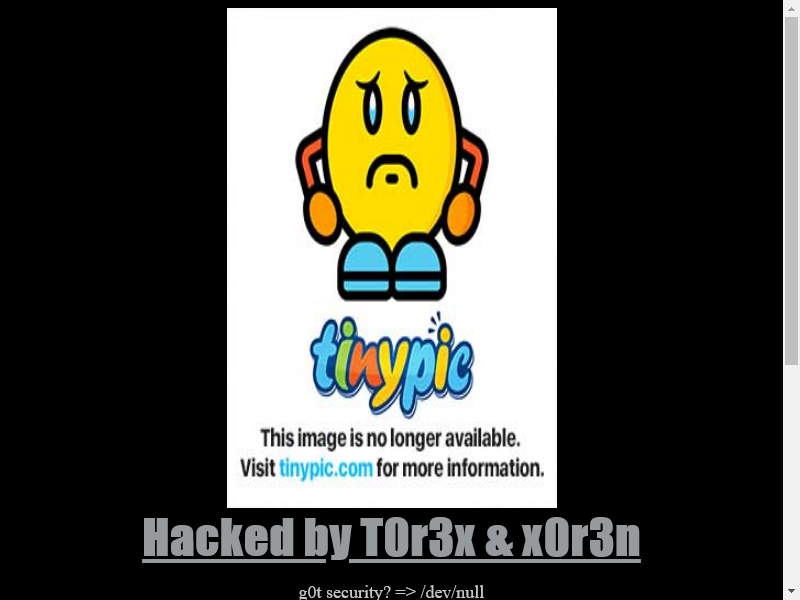 tinypic
This image is no longer available.
Visit tinypic.com for more information.
Hacked by T0r3x & x0r3n
g0t security? => /dev/null